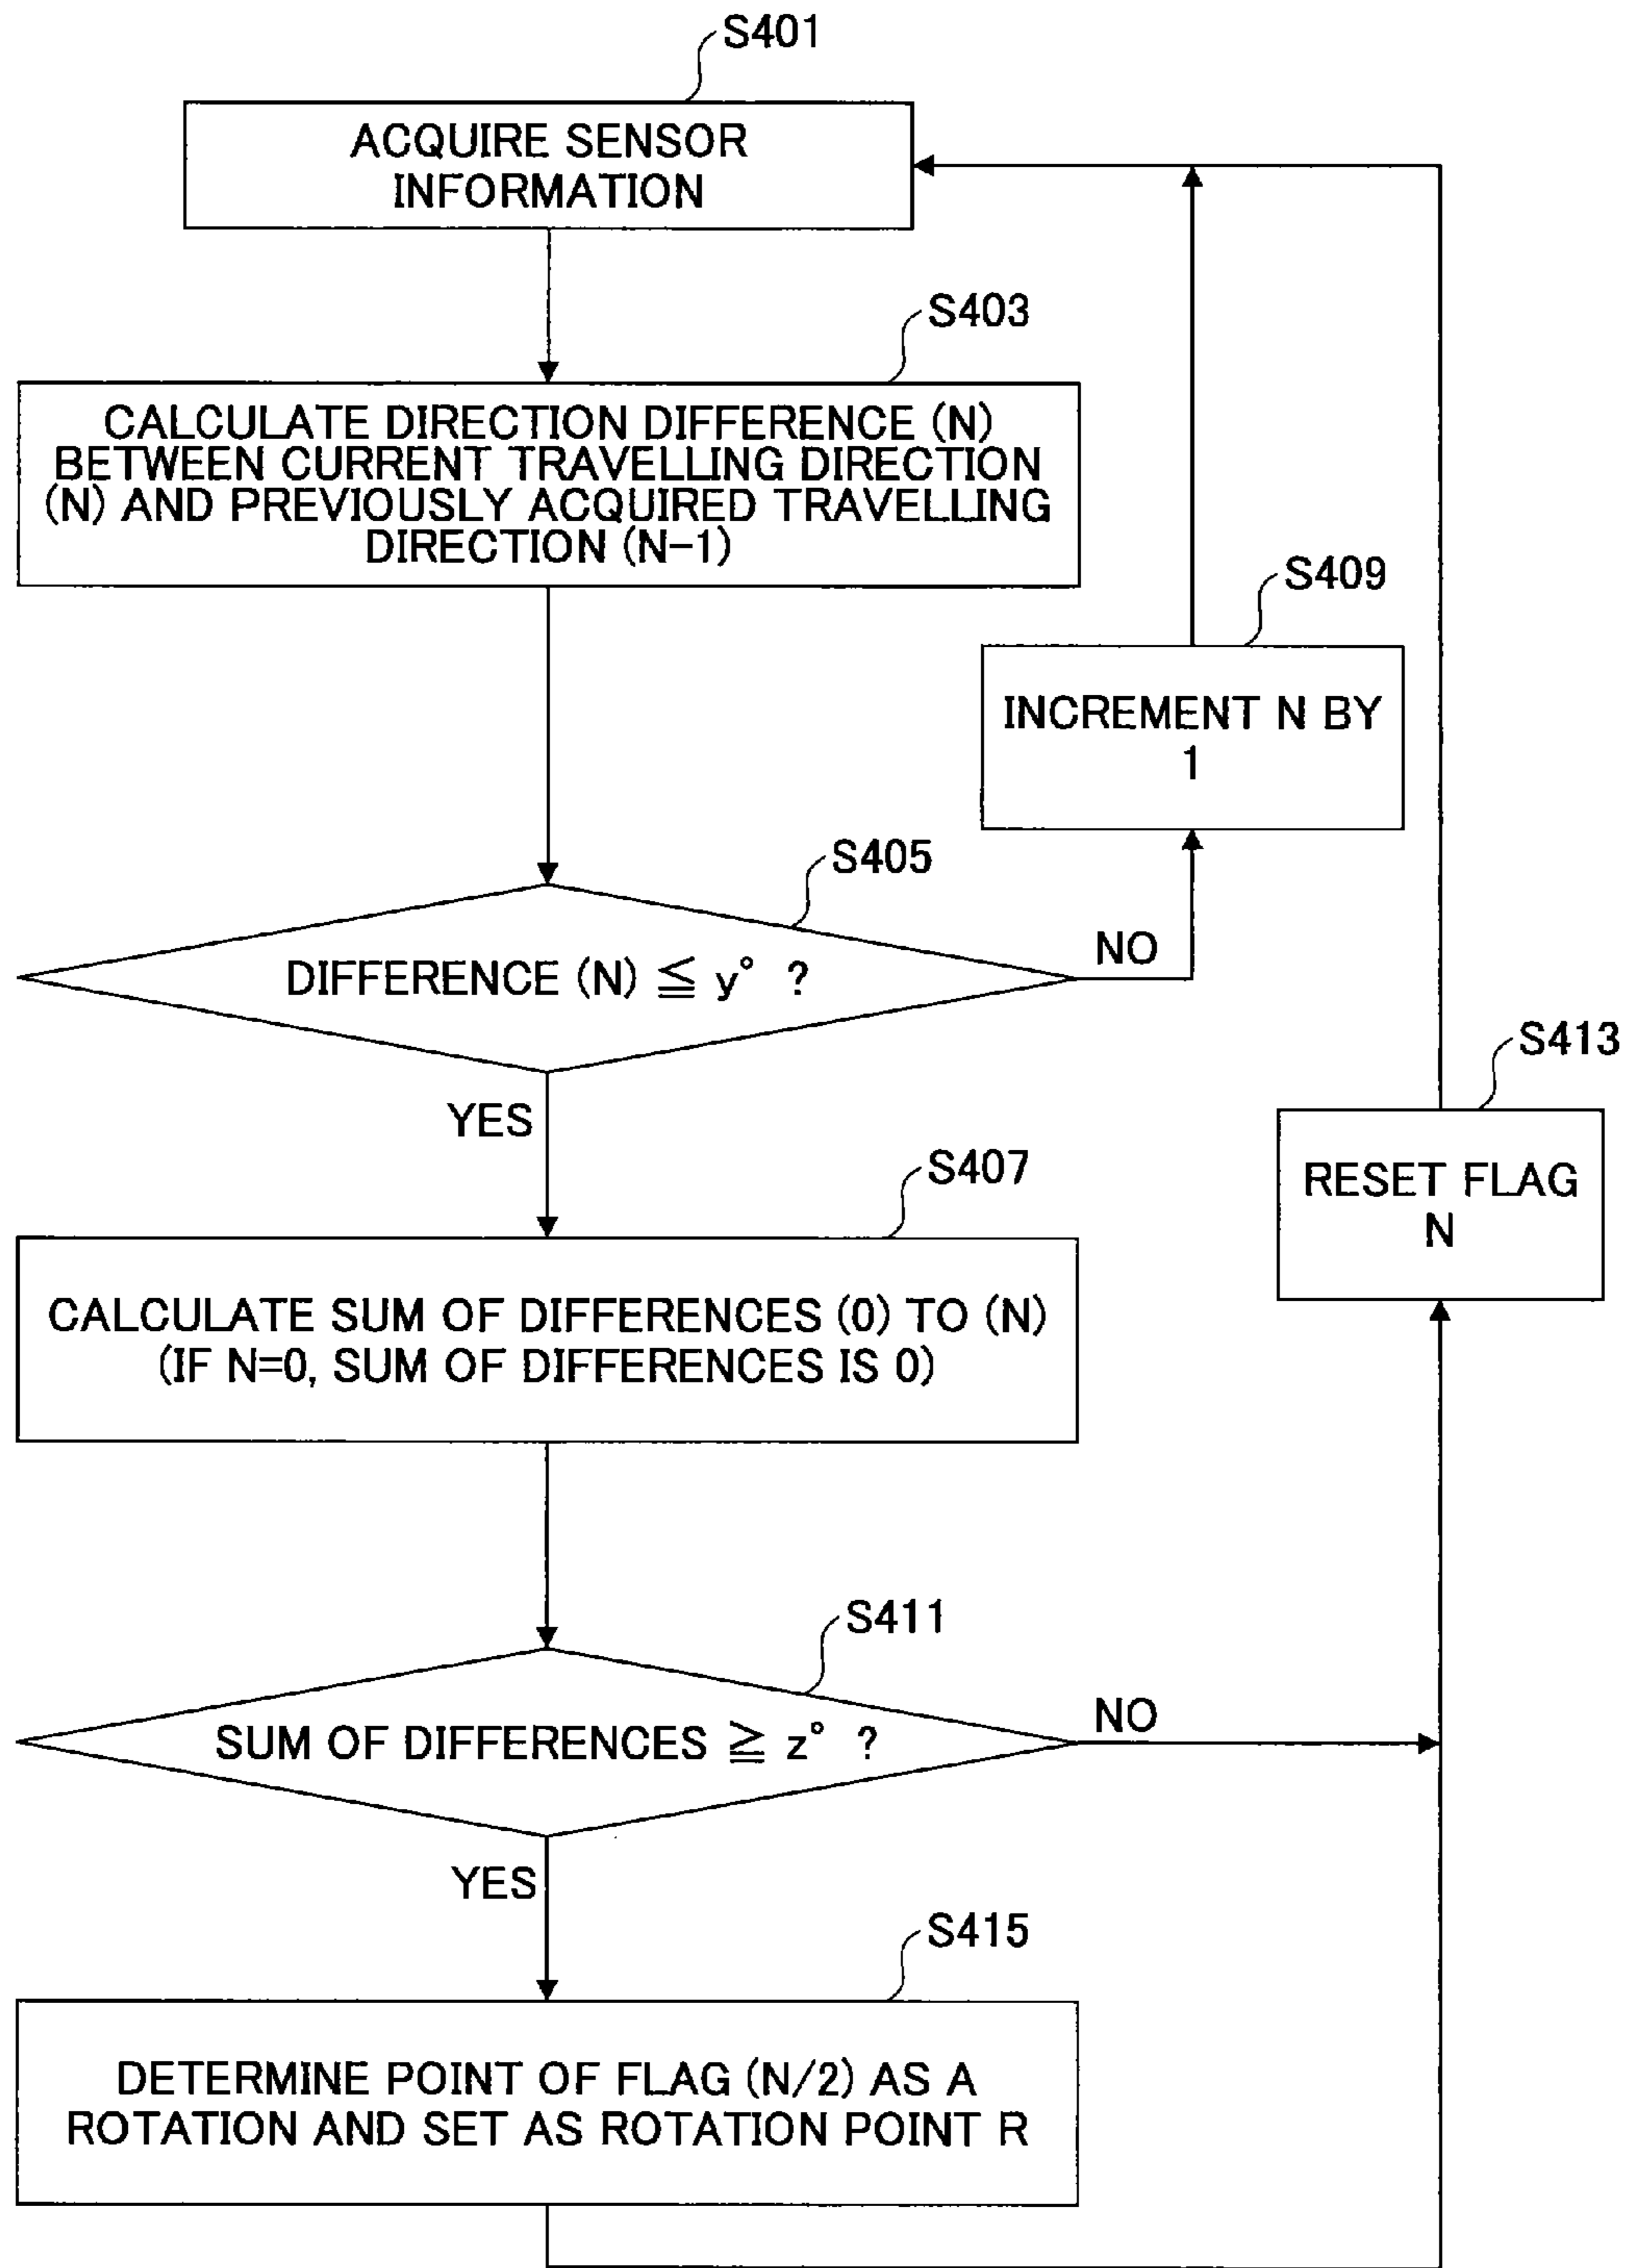 S401
ACQUIRE SENSOR
INFORMATION
S403
CALCULATE DIRECTION DIFFERENCE (N)
BETWEEN CURRENT TRAVELLING DIRECTION
(N) AND PREVIOUSLY ACQUIRED TRAVELLING
DIRECTION (N-1)
S409
INCREMENT N BY
1
S405
DIFFERENCE (N) ≦ y° ?
NO
YES
S413
RESET FLAG
N
S407
CALCULATE SUM OF DIFFERENCES (0) TO (N)
(IF N=0, SUM OF DIFFERENCES IS 0)
S411
SUM OF DIFFERENCES ≧ z° ?
NO
YES
S415
DETERMINE POINT OF FLAG (N/2) AS A
ROTATION AND SET AS ROTATION POINT R